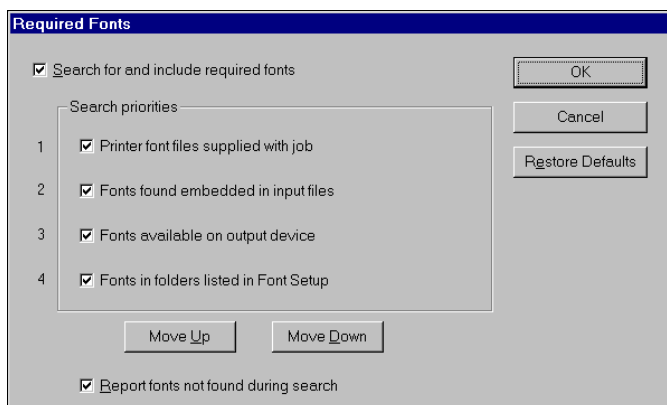 Required Fonts
Search for and include required fonts
OK
Search priorities
Cancel
1 Printer font files supplied with job
Restore Defaults
2 Fonts found embedded in input files
3 Fonts available on output device
4 Fonts in folders listed in Font Setup
Move Up Move Down
Report fonts not found during search